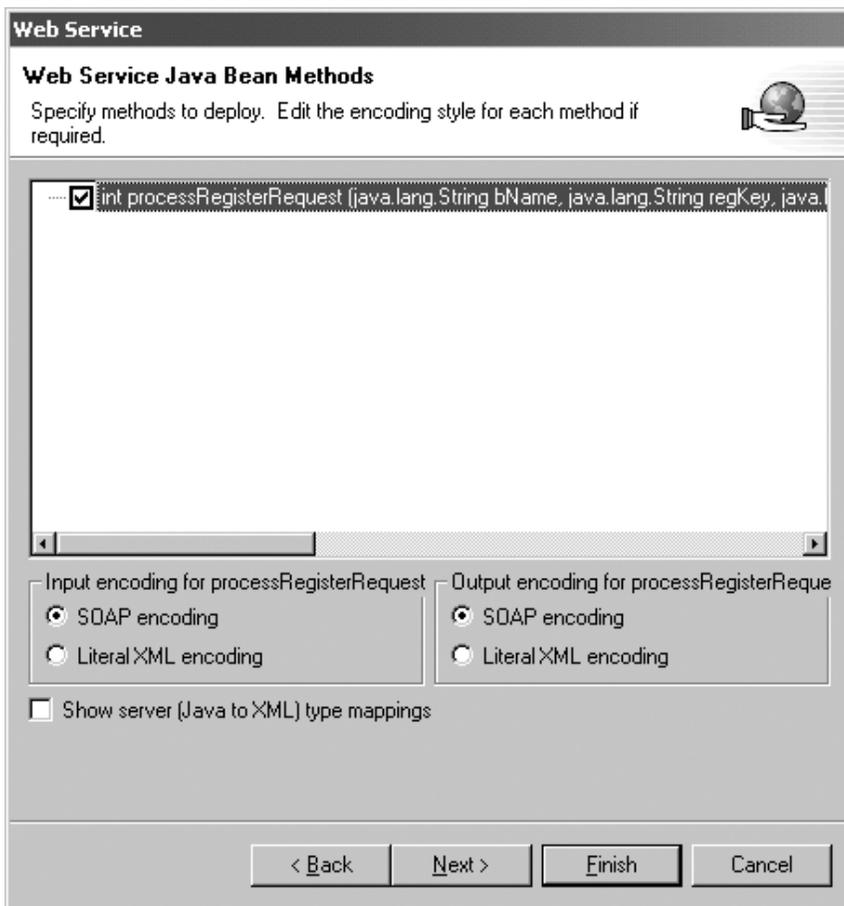 Web Service
Web Service Java Bean Methods
Specify methods to deploy. Edit the encoding style for each method if
required.
int processRegisterRequest (java.lang.String bName, java.lang.String regKey, java.l
Input encoding for processRegisterRequest
Output encoding for processRegisterReque
SOAP encoding
SOAP encoding
Literal XML encoding
Literal XML encoding
Show server (Java to XML) type mappings
< Back
Next >
Finish
Cancel